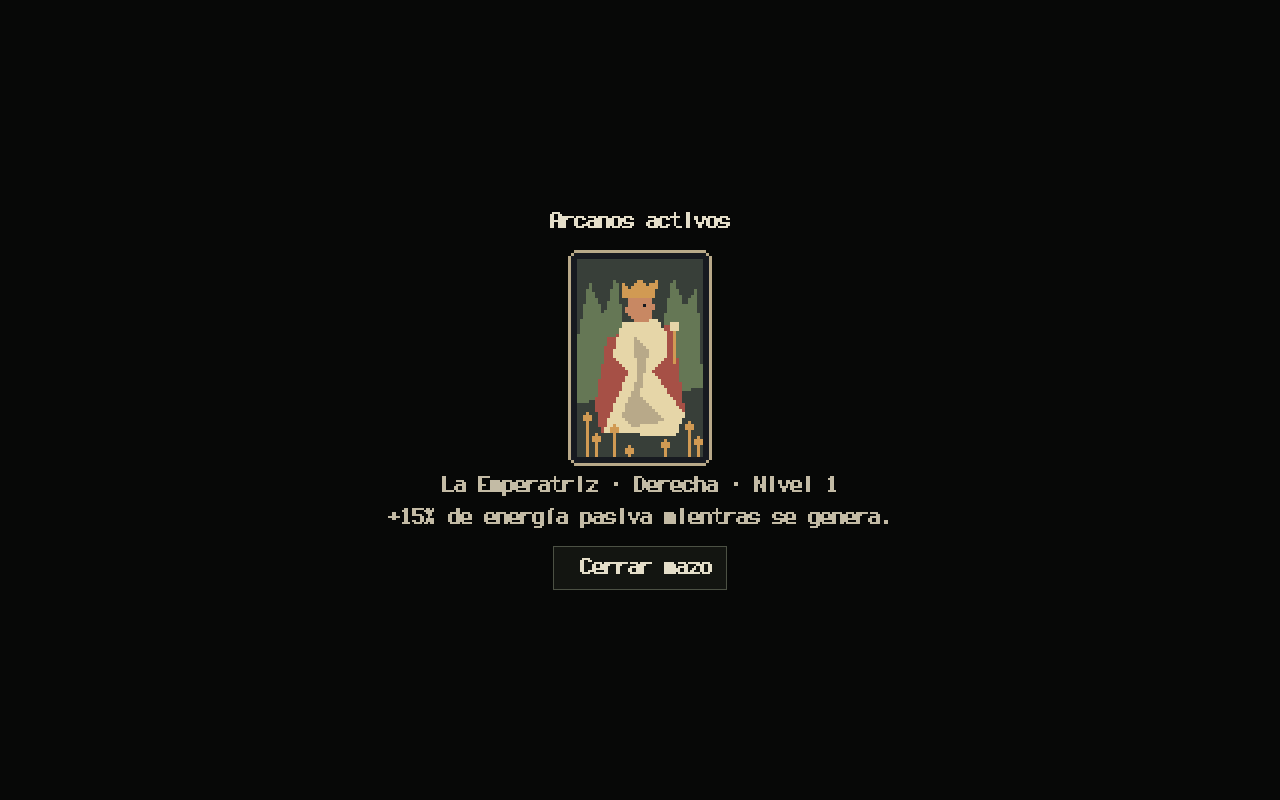 Arcanos activos
La Emperatriz · Derecha · Nivel 1
+15% de energía pasiva mientras se genera.
Cerrar mazo